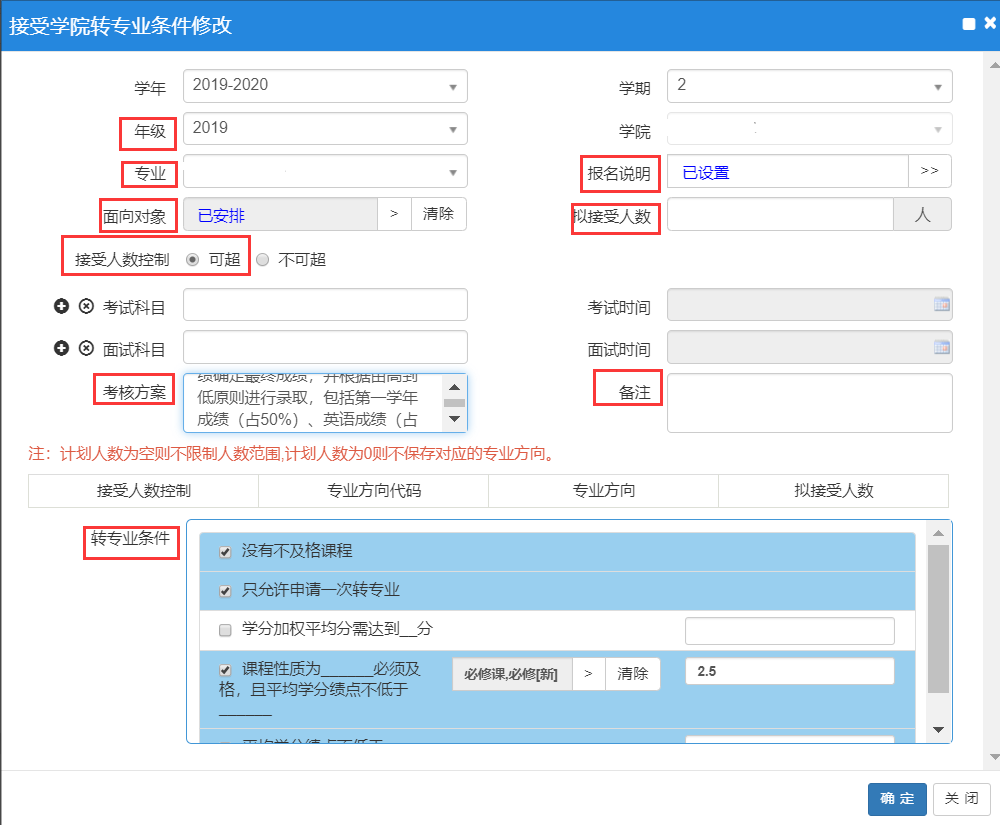 接受学院转专业条件修改
学年 2019-2020 学期 2
年级 2019 学院
专业 报名说明 已设置 >>
面向对象 已安排 > 清除 拟接受人数 人
接受人数控制 可超 不可超
考试科目 考试时间
面试科目 面试时间
考核方案 绩确定最终成绩，并根据由高到
低原则进行录取，包括第一学年
成绩（占50%）、英语成绩（占
备注
注：计划人数为空则不限制人数范围,计划人数为0则不保存对应的专业方向。
接受人数控制 专业方向代码 专业方向 拟接受人数
转专业条件
没有不及格课程
只允许申请一次转专业
学分加权平均分需达到__分
课程性质为______必须及 必修课,必修[新] > 清除 2.5
格，且平均学分绩点不低于
______
平均学分绩点不低于
确 定 关 闭